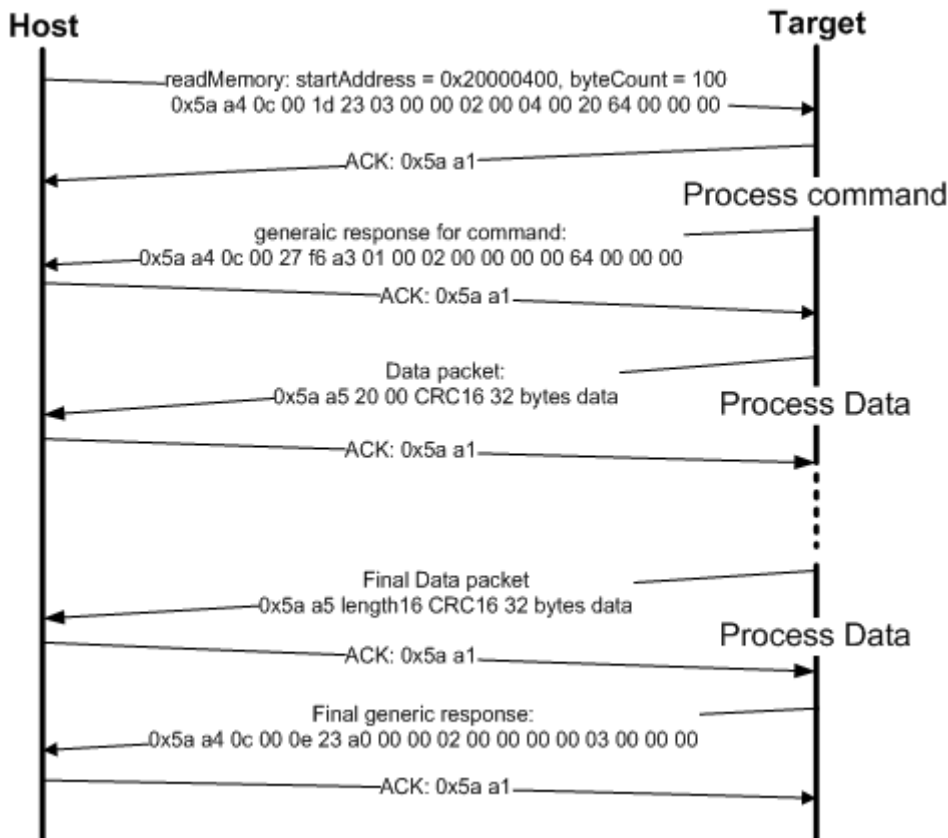 Host
Target
readMemory: startAddress = 0x20000400, byteCount = 100
0x5a a4 0c 00 1d 23 03 00 00 02 00 04 00 20 64 00 00 00
ACK: 0x5a a1
Process command
generaic response for command:
0x5a a4 0c 00 27 f6 a3 01 00 02 00 00 00 00 64 00 00 00
ACK: 0x5a a1
Data packet:
0x5a a5 20 00 CRC16 32 bytes data
Process Data
ACK: 0x5a a1
Final Data packet
0x5a a5 length16 CRC16 32 bytes data
Process Data
ACK: 0x5a a1
Final generic response:
0x5a a4 0c 00 0e 23 a0 00 00 02 00 00 00 00 03 00 00 00
ACK: 0x5a a1